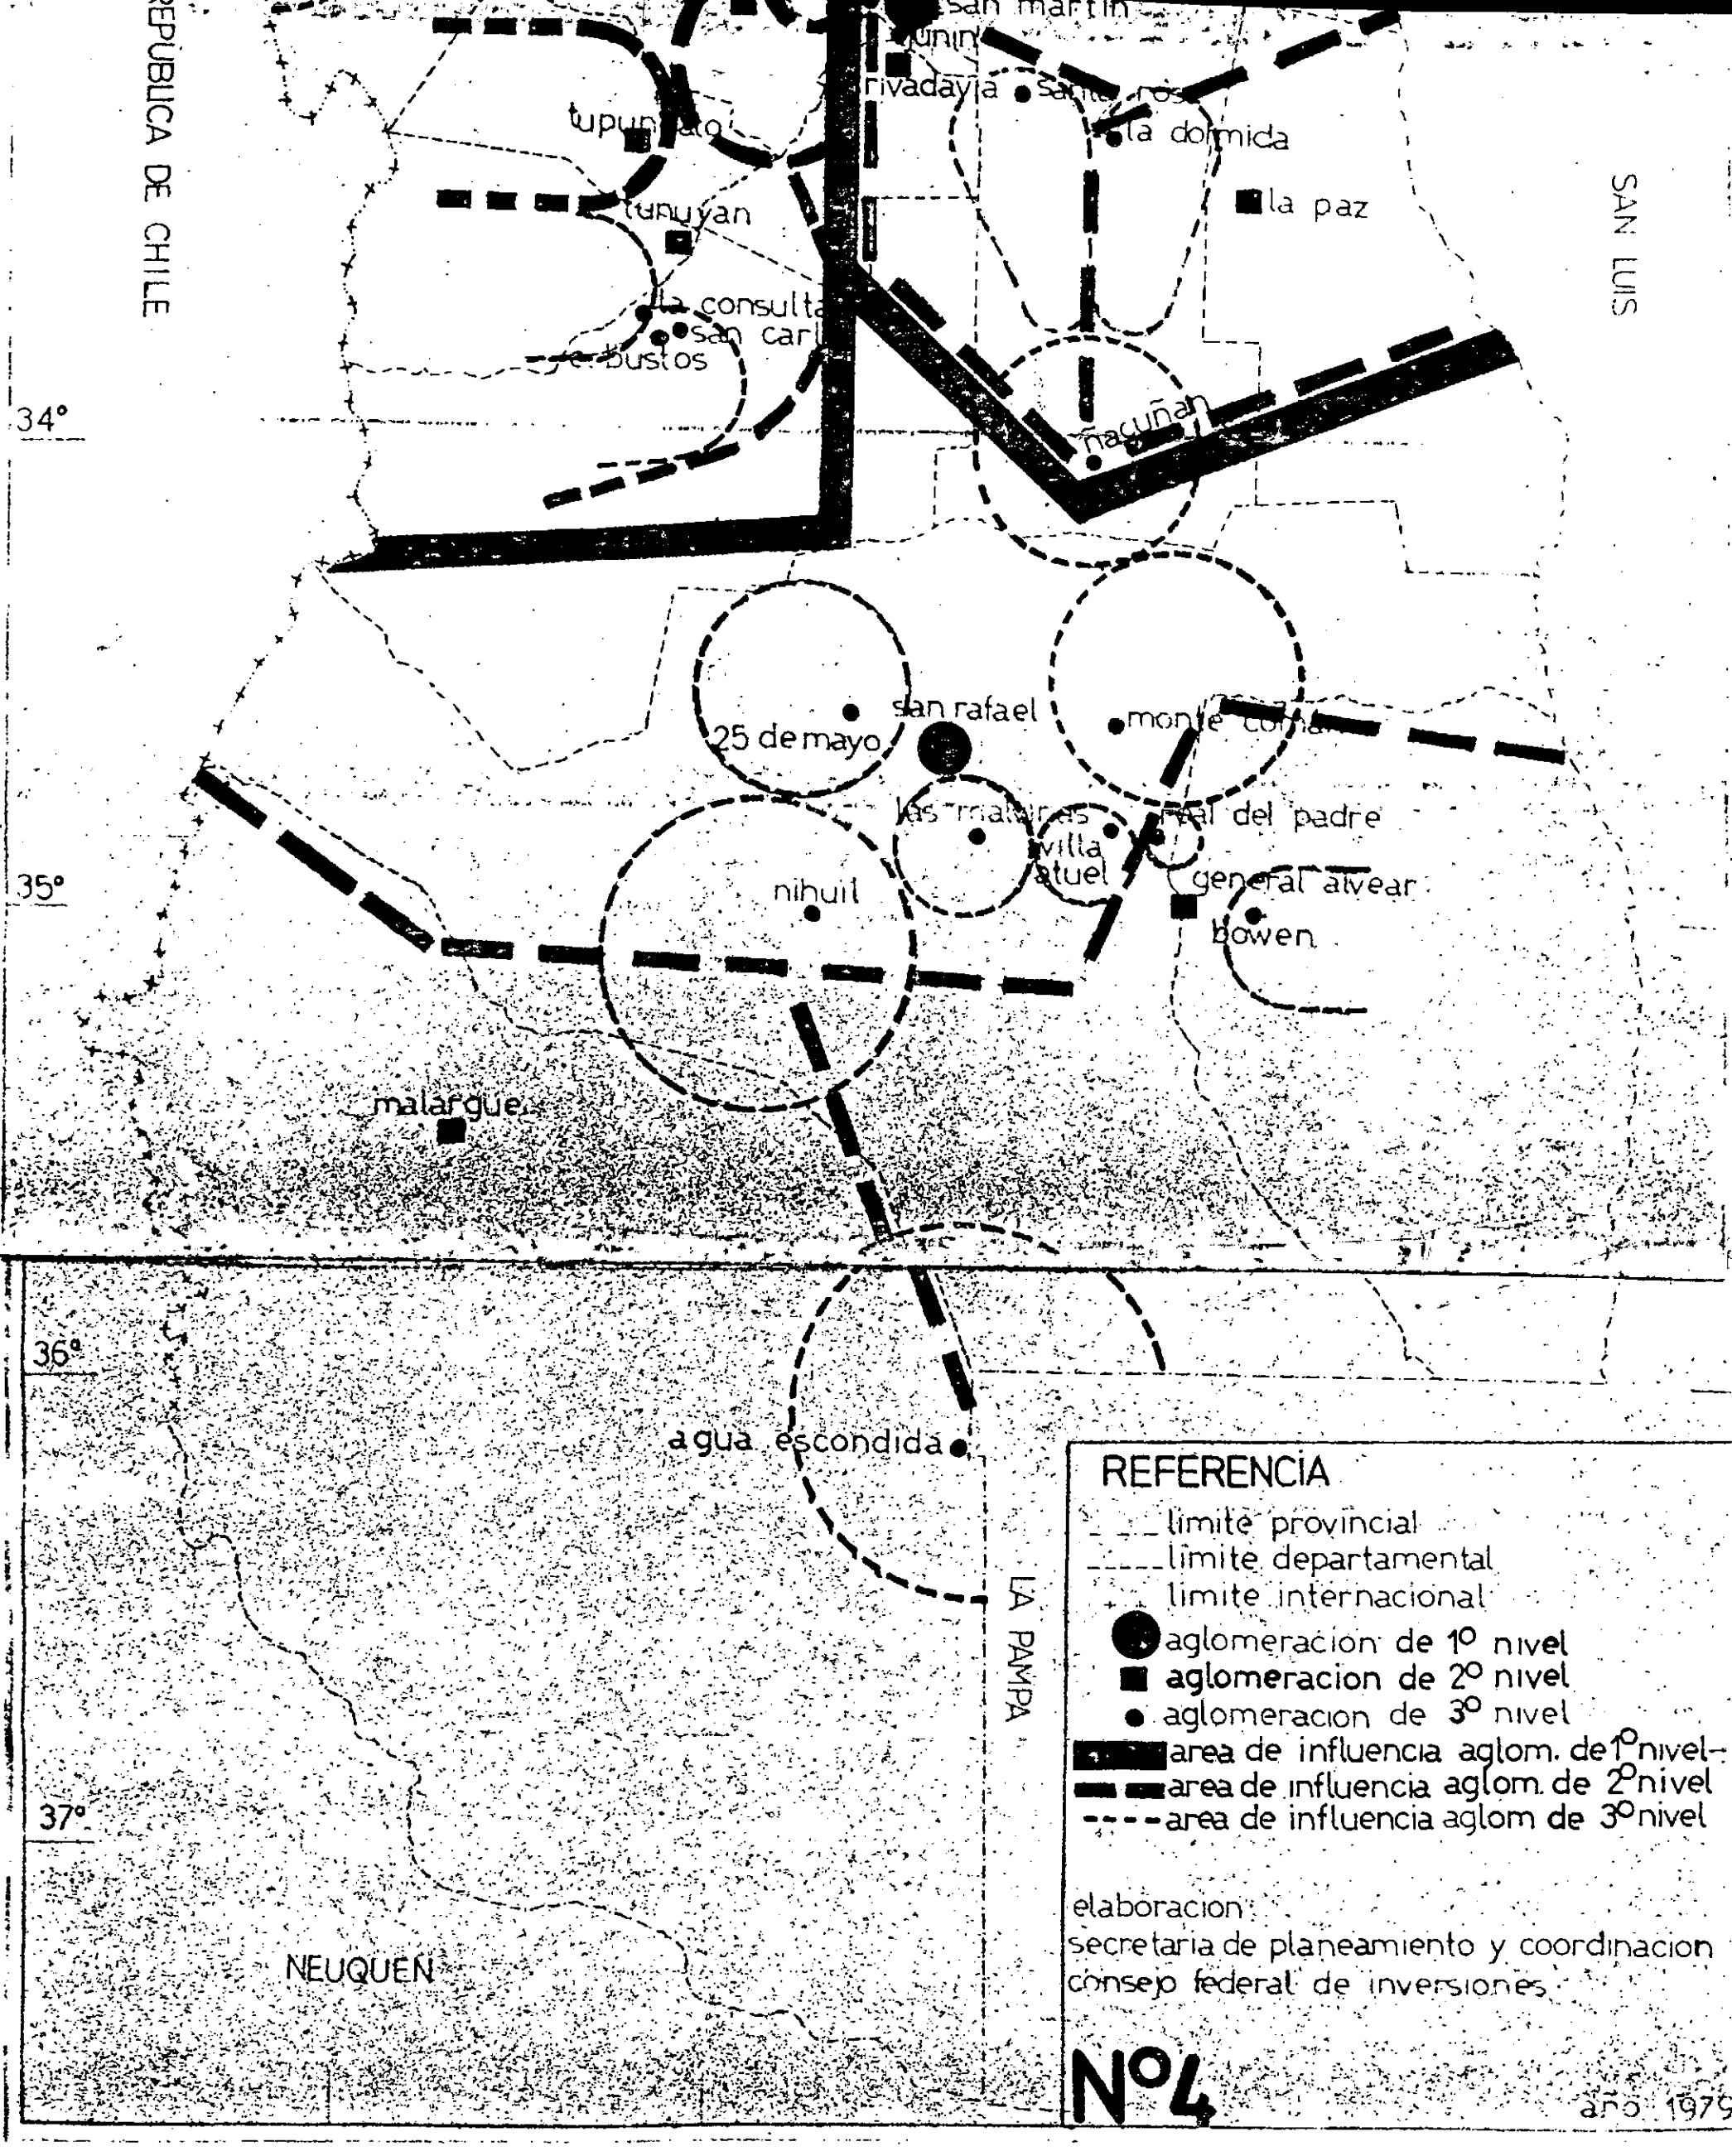 REPUBLICA DE CHILE
san martin
junin
rivadavia
santa rosa
tupungato
la dormida
la paz
tunuyan
SAN LUIS
la consulta
san carl
e. bustos
34°
ñacuñan
san rafael
25 de mayo
monte coman
las malvinas
real del padre
villa
atuel
35°
nihuil
general alvear
bowen
malargue
36°
agua escondida
LA PAMPA
37°
NEUQUEN
REFERENCIA
limite provincial
limite departamental
limite internacional
aglomeracion de 1º nivel
aglomeracion de 2º nivel
aglomeracion de 3º nivel
area de influencia aglom. de 1º nivel
area de influencia aglom. de 2º nivel
area de influencia aglom de 3º nivel
elaboracion:
secretaria de planeamiento y coordinacion
consejo federal de inversiones
Nº4
año 1979